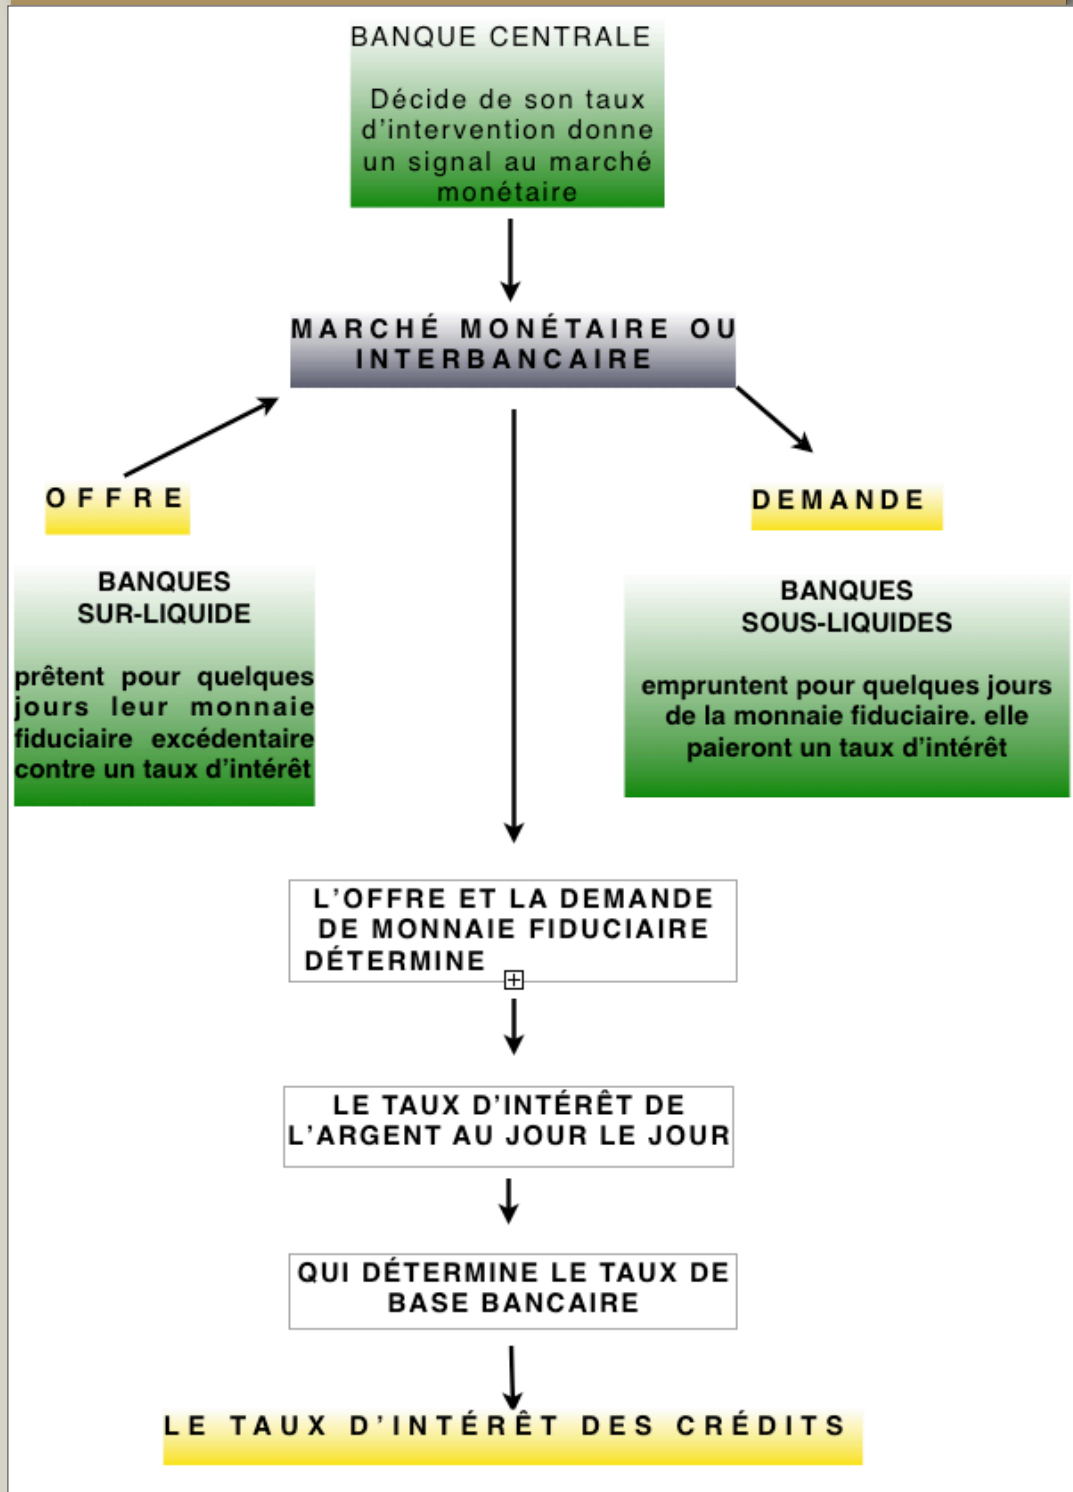 BANQUE CENTRALE
Décide de son taux
d'intervention donne
un signal au marché
monétaire
MARCHÉ MONÉTAIRE OU
INTERBANCAIRE
OFFRE
DEMANDE
BANQUES
SUR-LIQUIDE
prêtent pour quelques
jours leur monnaie
fiduciaire excédentaire
contre un taux d'intérêt
BANQUES
SOUS-LIQUIDES
empruntent pour quelques jours
de la monnaie fiduciaire. elle
paieront un taux d'intérêt
L'OFFRE ET LA DEMANDE
DE MONNAIE FIDUCIAIRE
DÉTERMINE
LE TAUX D'INTÉRÊT DE
L'ARGENT AU JOUR LE JOUR
QUI DÉTERMINE LE TAUX DE
BASE BANCAIRE
LE TAUX D'INTÉRÊT DES CRÉDITS